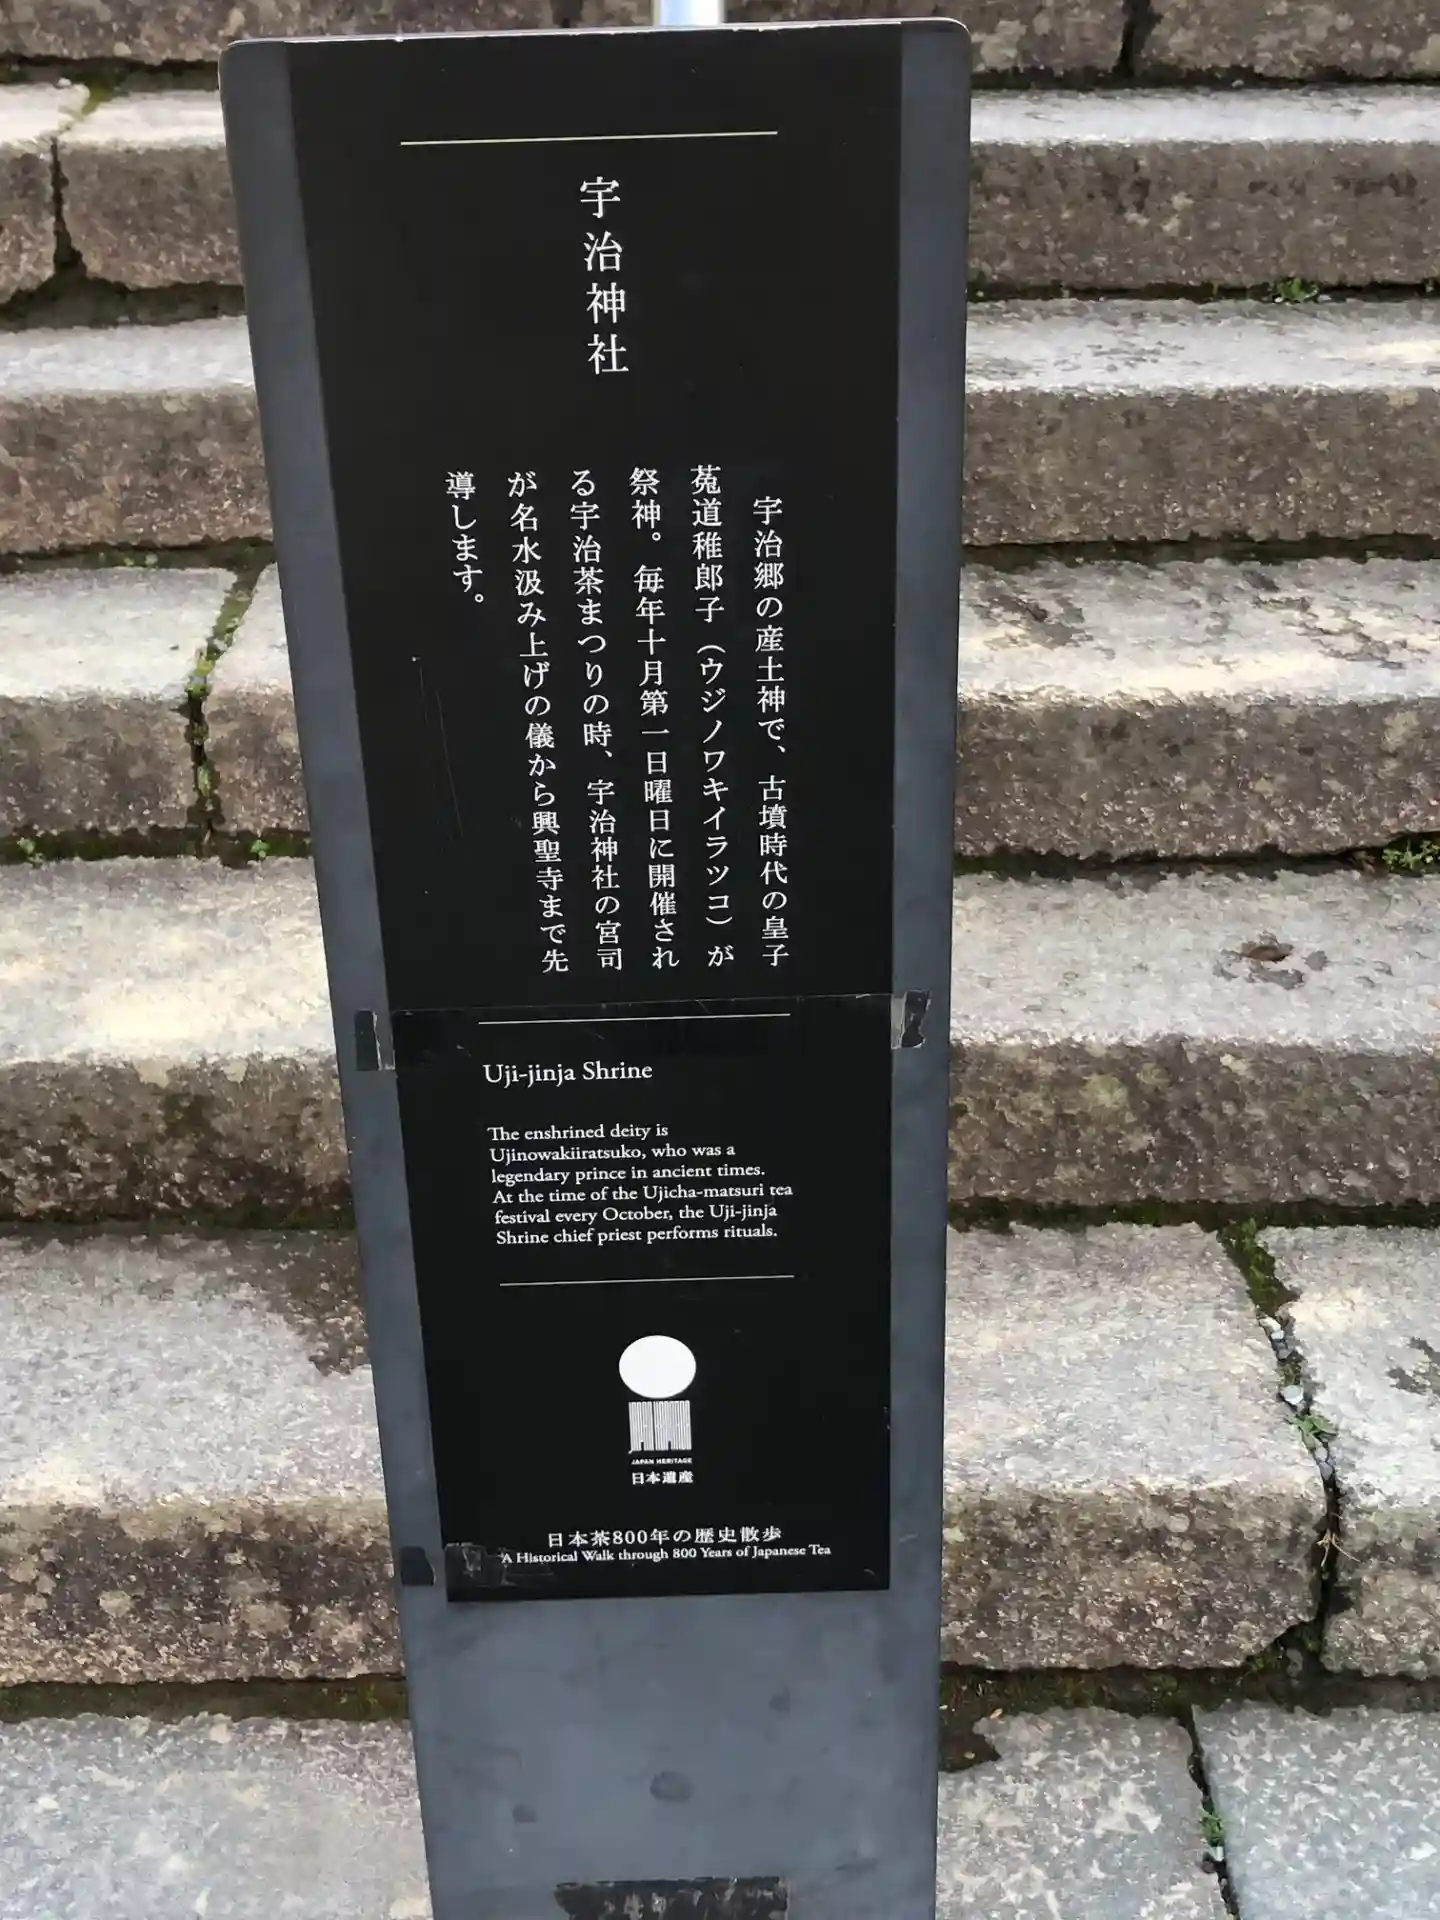 宇治神社
宇治郷の産土神で、古墳時代の皇子
菟道稚郎子（ウジノワキイラツコ）が
祭神。毎年十月第一日曜日に開催され
る宇治茶まつりの時、宇治神社の宮司
が名水汲み上げの儀から興聖寺まで先
導します。
Uji-jinja Shrine
The enshrined deity is
Ujinowakiiratsuko, who was a
legendary prince in ancient times.
At the time of the Ujicha-matsuri tea
festival every October, the Uji-jinja
Shrine chief priest performs rituals.
JAPAN HERITAGE
日本遺産
日本茶800年の歴史散歩
A Historical Walk through 800 Years of Japanese Tea